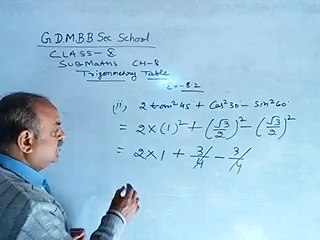 G.D.M.B.B. Sec School
CLASS-8
SUB Maths CH-8
Trigonometry Table
Ex-8.2
(ii) 2 tan²45 + Cos²30 - Sin²60
= 2 × (1)² + (√3/2)² - (√3/2)²
= 2 × 1 + 3/4 - 3/4